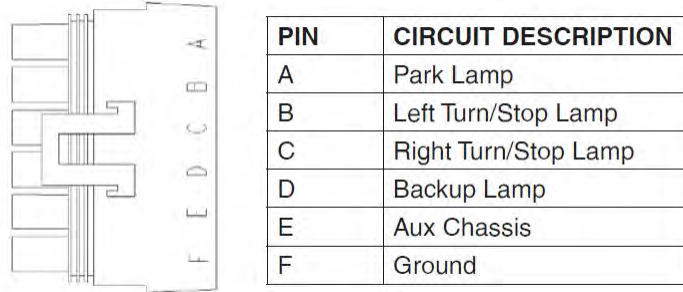 A
B
C
D
E
F
PIN CIRCUIT DESCRIPTION
A Park Lamp
B Left Turn/Stop Lamp
C Right Turn/Stop Lamp
D Backup Lamp
E Aux Chassis
F Ground